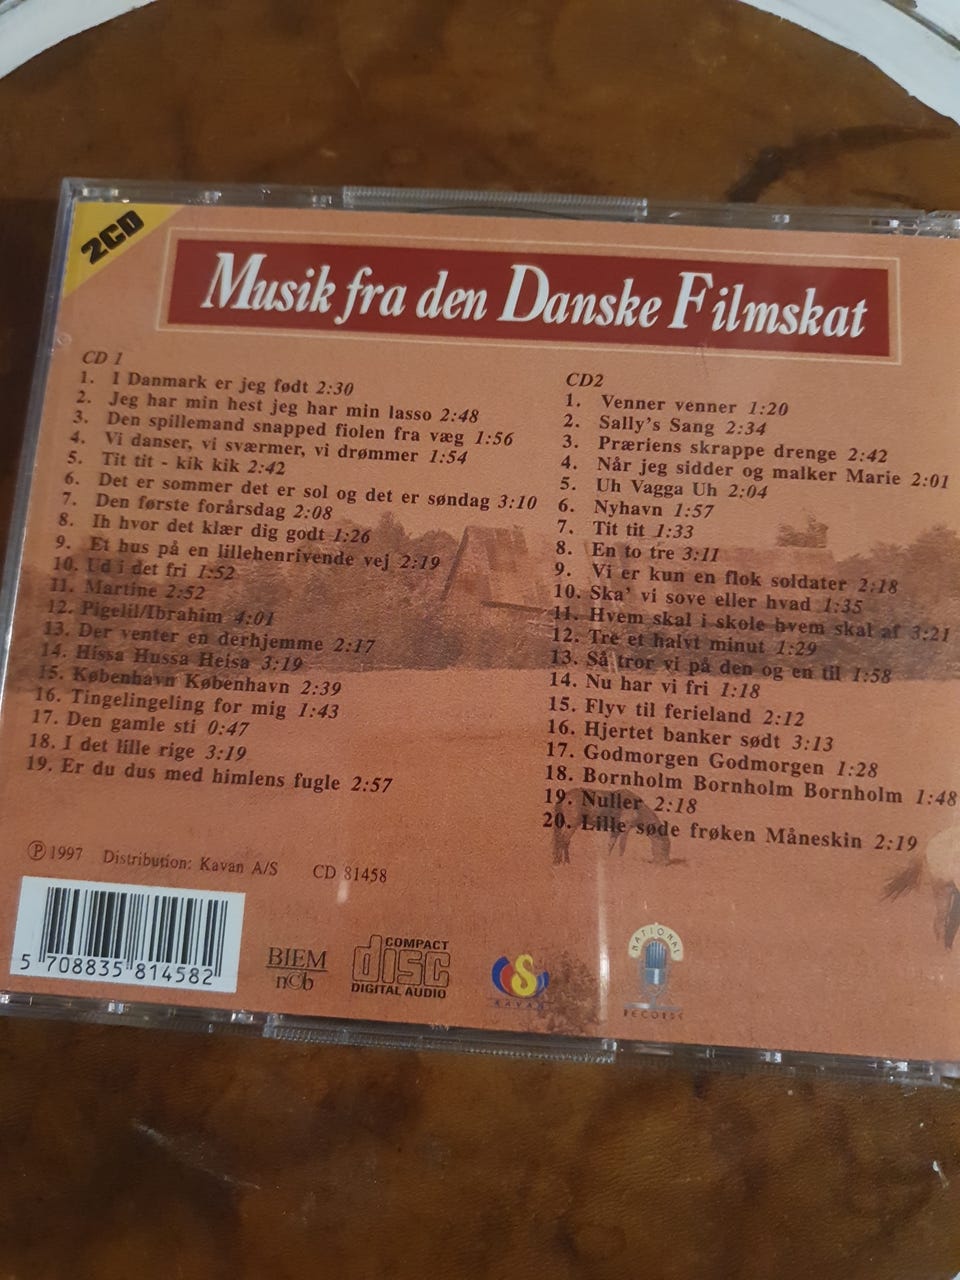 2CD
Musik fra den Danske Filmskat
CD 1
1. I Danmark er jeg født 2:30
2. Jeg har min hest jeg har min lasso 2:48
3. Den spillemand snapped fiolen fra væg 1:56
4. Vi danser, vi sværmer, vi drømmer 1:54
5. Tit tit - kik kik 2:42
6. Det er sommer det er sol og det er søndag 3:10
7. Den første forårsdag 2:08
8. Ih hvor det klær dig godt 1:26
9. Et hus på en lillehenrivende vej 2:19
10. Ud i det fri 1:52
11. Martine 2:52
12. Pigelil/Ibrahim 4:01
13. Der venter en derhjemme 2:17
14. Hissa Hussa Heisa 3:19
15. København København 2:39
16. Tingelingeling for mig 1:43
17. Den gamle sti 0:47
18. I det lille rige 3:19
19. Er du dus med himlens fugle 2:57
CD2
1. Venner venner 1:20
2. Sally's Sang 2:34
3. Præriens skrappe drenge 2:42
4. Når jeg sidder og malker Marie 2:01
5. Uh Vagga Uh 2:04
6. Nyhavn 1:57
7. Tit tit 1:33
8. En to tre 3:11
9. Vi er kun en flok soldater 2:18
10. Ska' vi sove eller hvad 1:35
11. Hvem skal i skole hvem skal af 3:21
12. Tre et halvt minut 1:29
13. Så tror vi på den og en til 1:58
14. Nu har vi fri 1:18
15. Flyv til ferieland 2:12
16. Hjertet banker sødt 3:13
17. Godmorgen Godmorgen 1:28
18. Bornholm Bornholm Bornholm 1:48
19. Nuller 2:18
20. Lille søde frøken Måneskin 2:19
Ⓟ 1997 Distribution: Kavan A/S CD 81458
5 708835 814582
BIEM
ncb
COMPACT
disc
DIGITAL AUDIO
S
KAVAN
NATIONAL
RECORDS